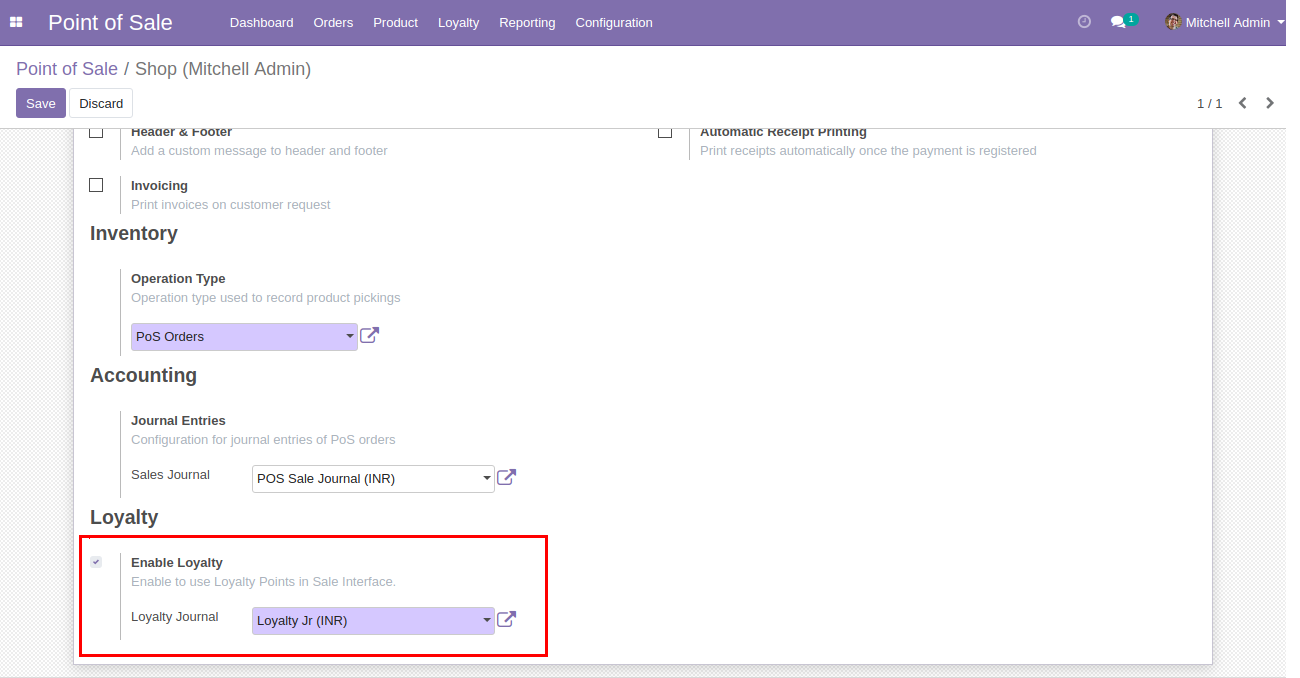 Point of Sale Dashboard Orders Product Loyalty Reporting Configuration 1 Mitchell Admin
Point of Sale / Shop (Mitchell Admin)
Save Discard 1 / 1
Header & Footer Automatic Receipt Printing
Add a custom message to header and footer Print receipts automatically once the payment is registered
Invoicing
Print invoices on customer request
Inventory
Operation Type
Operation type used to record product pickings
PoS Orders
Accounting
Journal Entries
Configuration for journal entries of PoS orders
Sales Journal POS Sale Journal (INR)
Loyalty
Enable Loyalty
Enable to use Loyalty Points in Sale Interface.
Loyalty Journal Loyalty Jr (INR)